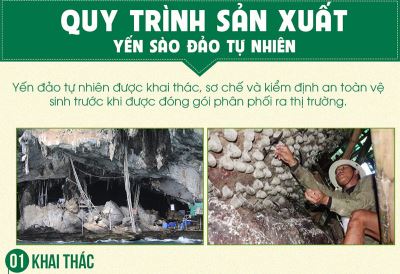 QUY TRÌNH SẢN XUẤT
YẾN SÀO ĐẢO TỰ NHIÊN
Yến đảo tự nhiên được khai thác, sơ chế và kiểm định an toàn vệ
sinh trước khi được đóng gói phân phối ra thị trường.
01 KHAI THÁC